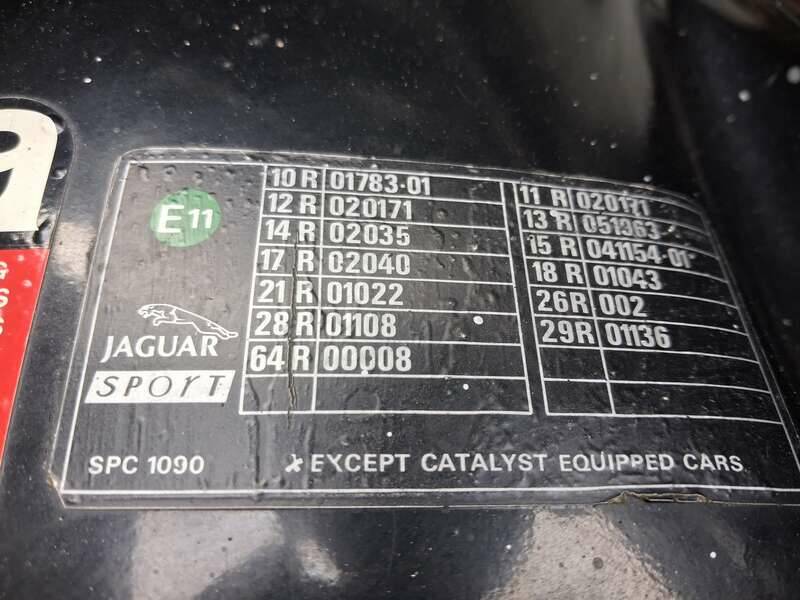 E11
JAGUAR
SPORT
SPC 1090
10 R 01783-01
12 R 020171
14 R 02035
17 R 02040
21 R 01022
28 R 01108
64 R 00008
11 R 020171
13 R 051363
15 R 041154-01
18 R 01043
26R 002
29R 01136
EXCEPT CATALYST EQUIPPED CARS